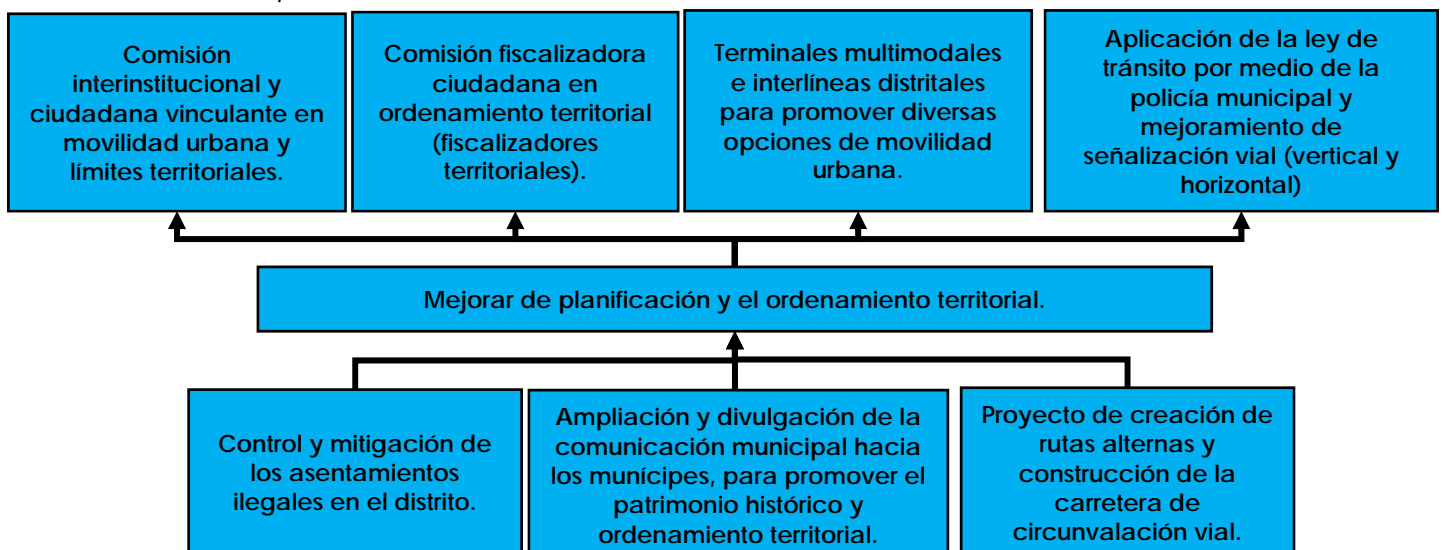 Comisión
interinstitucional y
ciudadana vinculante en
movilidad urbana y
límites territoriales.
Comisión fiscalizadora
ciudadana en
ordenamiento territorial
(fiscalizadores
territoriales).
Terminales multimodales
e interlíneas distritales
para promover diversas
opciones de movilidad
urbana.
Aplicación de la ley de
tránsito por medio de la
policía municipal y
mejoramiento de
señalización vial (vertical y
horizontal)
Mejorar de planificación y el ordenamiento territorial.
Control y mitigación de
los asentamientos
ilegales en el distrito.
Ampliación y divulgación de la
comunicación municipal hacia
los munícipes, para promover el
patrimonio histórico y
ordenamiento territorial.
Proyecto de creación de
rutas alternas y
construcción de la
carretera de
circunvalación vial.